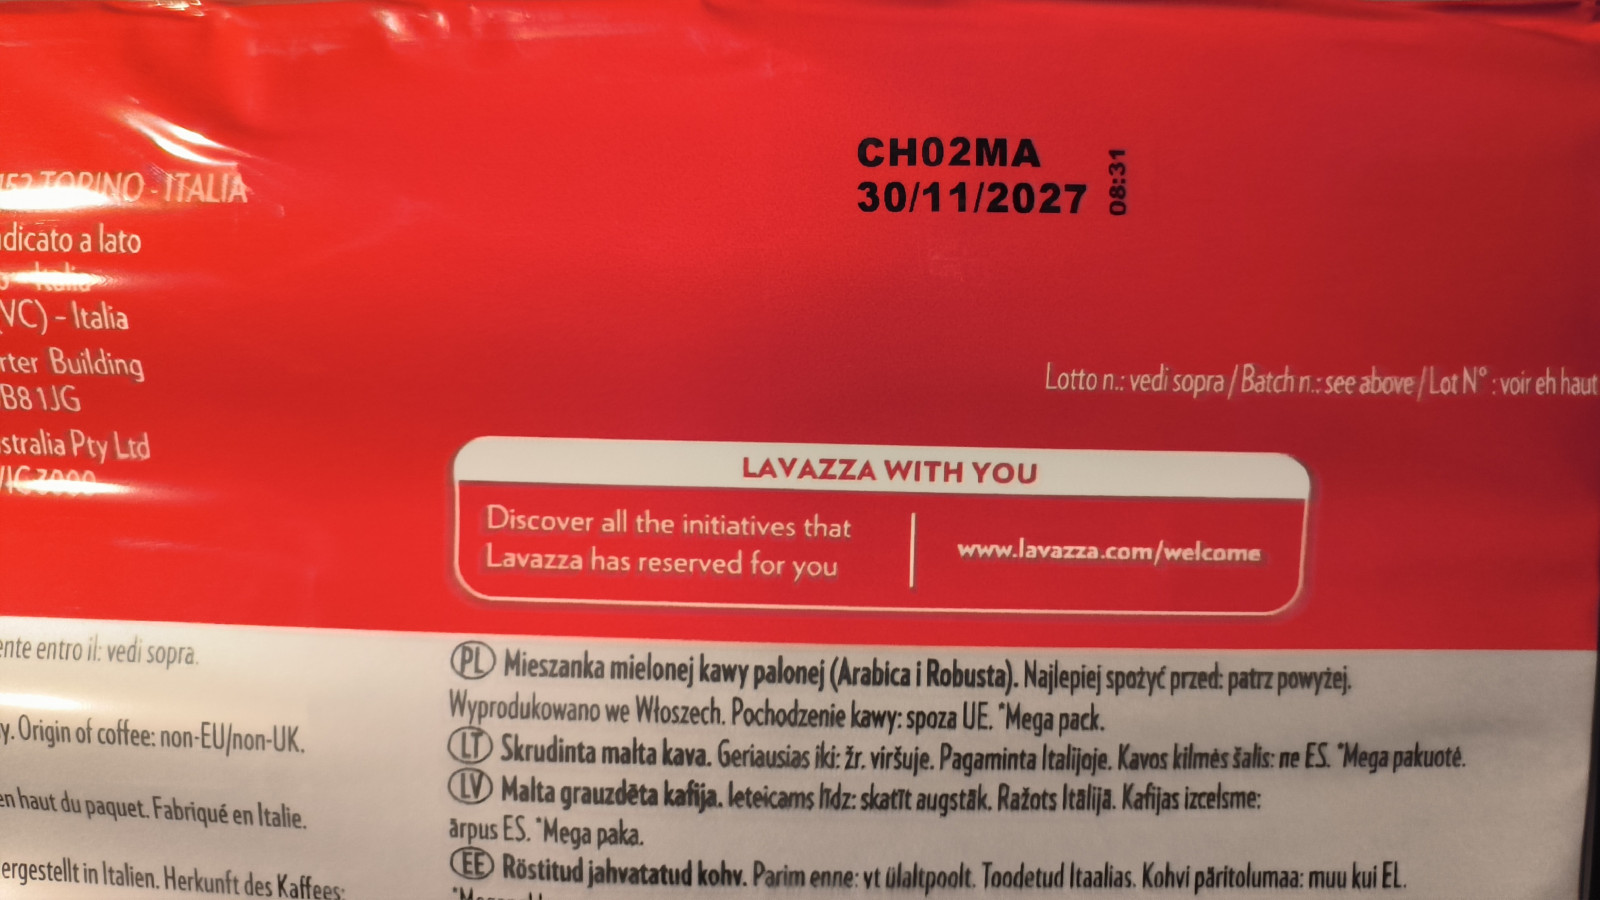 CH02MA
30/11/2027 08:31
TORINO - ITALIA
dicato a lato
Italia
(VC) - Italia
rter Building
B8 1JG
stralia Pty Ltd
Lotto n.: vedi sopra / Batch n.: see above / Lot N° : voir eh haut
LAVAZZA WITH YOU
Discover all the initiatives that
Lavazza has reserved for you
www.lavazza.com/welcome
ente entro il: vedi sopra.
y. Origin of coffee: non-EU/non-UK.
en haut du paquet. Fabriqué en Italie.
ergestellt in Italien. Herkunft des Kaffees:
PL Mieszanka mielonej kawy palonej (Arabica i Robusta). Najlepiej spożyć przed: patrz powyżej.
Wyprodukowano we Włoszech. Pochodzenie kawy: spoza UE. *Mega pack.
LT Skrudinta malta kava. Geriausias iki: žr. viršuje. Pagaminta Italijoje. Kavos kilmės šalis: ne ES. *Mega pakuotė.
LV Malta grauzdēta kafija. Ieteicams līdz: skatīt augstāk. Ražots Itālijā. Kafijas izcelsme:
ārpus ES. *Mega paka.
EE Röstitud jahvatatud kohv. Parim enne: vt ülaltpoolt. Toodetud Itaalias. Kohvi päritolumaa: muu kui EL.